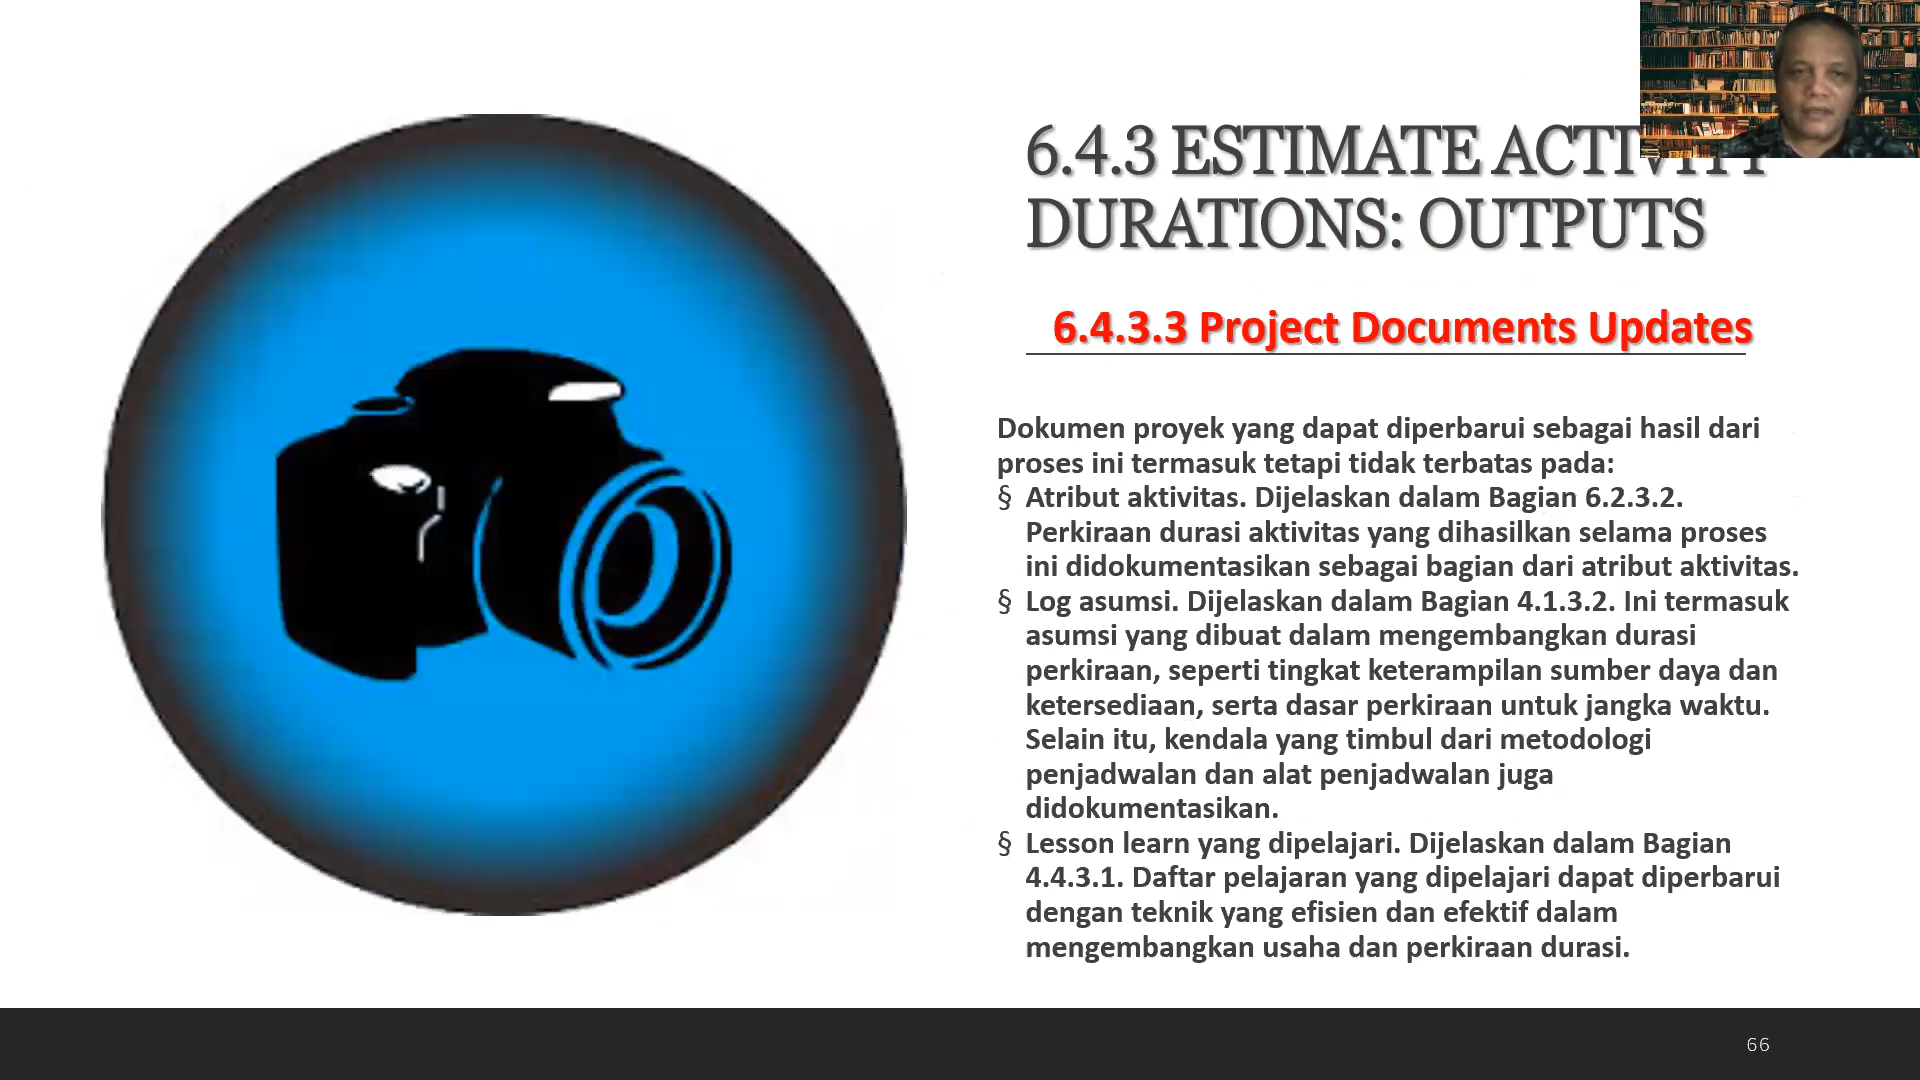 6.4.3 ESTIMATE ACTIVITY
DURATIONS: OUTPUTS
6.4.3.3 Project Documents Updates
Dokumen proyek yang dapat diperbarui sebagai hasil dari
proses ini termasuk tetapi tidak terbatas pada:
§ Atribut aktivitas. Dijelaskan dalam Bagian 6.2.3.2.
Perkiraan durasi aktivitas yang dihasilkan selama proses
ini didokumentasikan sebagai bagian dari atribut aktivitas.
§ Log asumsi. Dijelaskan dalam Bagian 4.1.3.2. Ini termasuk
asumsi yang dibuat dalam mengembangkan durasi
perkiraan, seperti tingkat keterampilan sumber daya dan
ketersediaan, serta dasar perkiraan untuk jangka waktu.
Selain itu, kendala yang timbul dari metodologi
penjadwalan dan alat penjadwalan juga
didokumentasikan.
§ Lesson learn yang dipelajari. Dijelaskan dalam Bagian
4.4.3.1. Daftar pelajaran yang dipelajari dapat diperbarui
dengan teknik yang efisien dan efektif dalam
mengembangkan usaha dan perkiraan durasi.
66